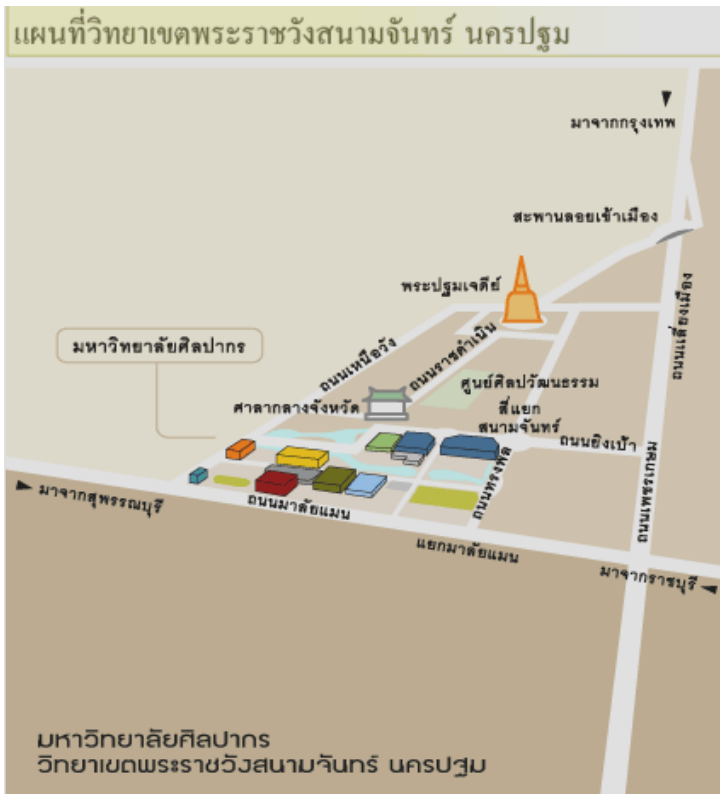 แผนที่วิทยาเขตพระราชวังสนามจันทร์ นครปฐม
มาจากกรุงเทพ
สะพานลอยเข้าเมือง
พระปฐมเจดีย์
ถนนเลี่ยงเมือง
มหาวิทยาลัยศิลปากร
ถนนเหนือวัง
ถนนราชดำเนิน
ศูนย์ศิลปวัฒนธรรม
ศาลากลางจังหวัด
สี่แยก
สนามจันทร์
ถนนยิงเป้า
ถนนทรงพล
ถนนเพชรเกษม
มาจากสุพรรณบุรี
ถนนมาลัยแมน
แยกมาลัยแมน
มาจากราชบุรี
มหาวิทยาลัยศิลปากร
วิทยาเขตพระราชวังสนามจันทร์ นครปฐม